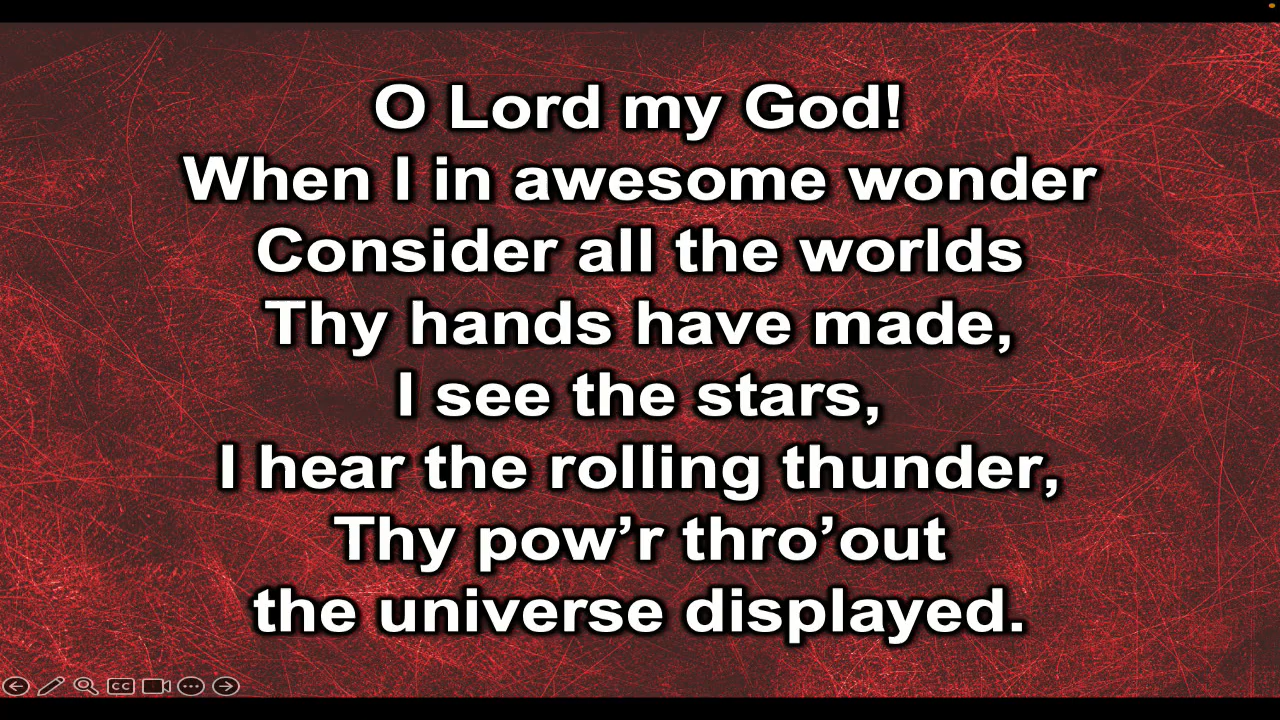 O Lord my God!
When I in awesome wonder
Consider all the worlds
Thy hands have made,
I see the stars,
I hear the rolling thunder,
Thy pow’r thro’out
the universe displayed.
CC